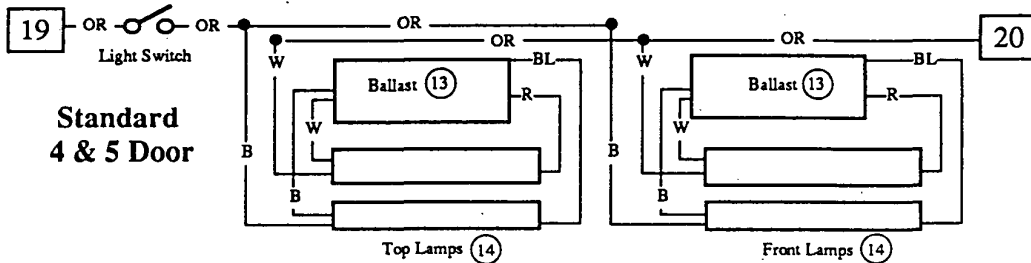 19 OR OR OR OR
Light Switch
OR OR 20
W W
Ballast 13 BL Ballast 13 BL
R R
Standard
4 & 5 Door
W W
B B
B B
Top Lamps 14 Front Lamps 14